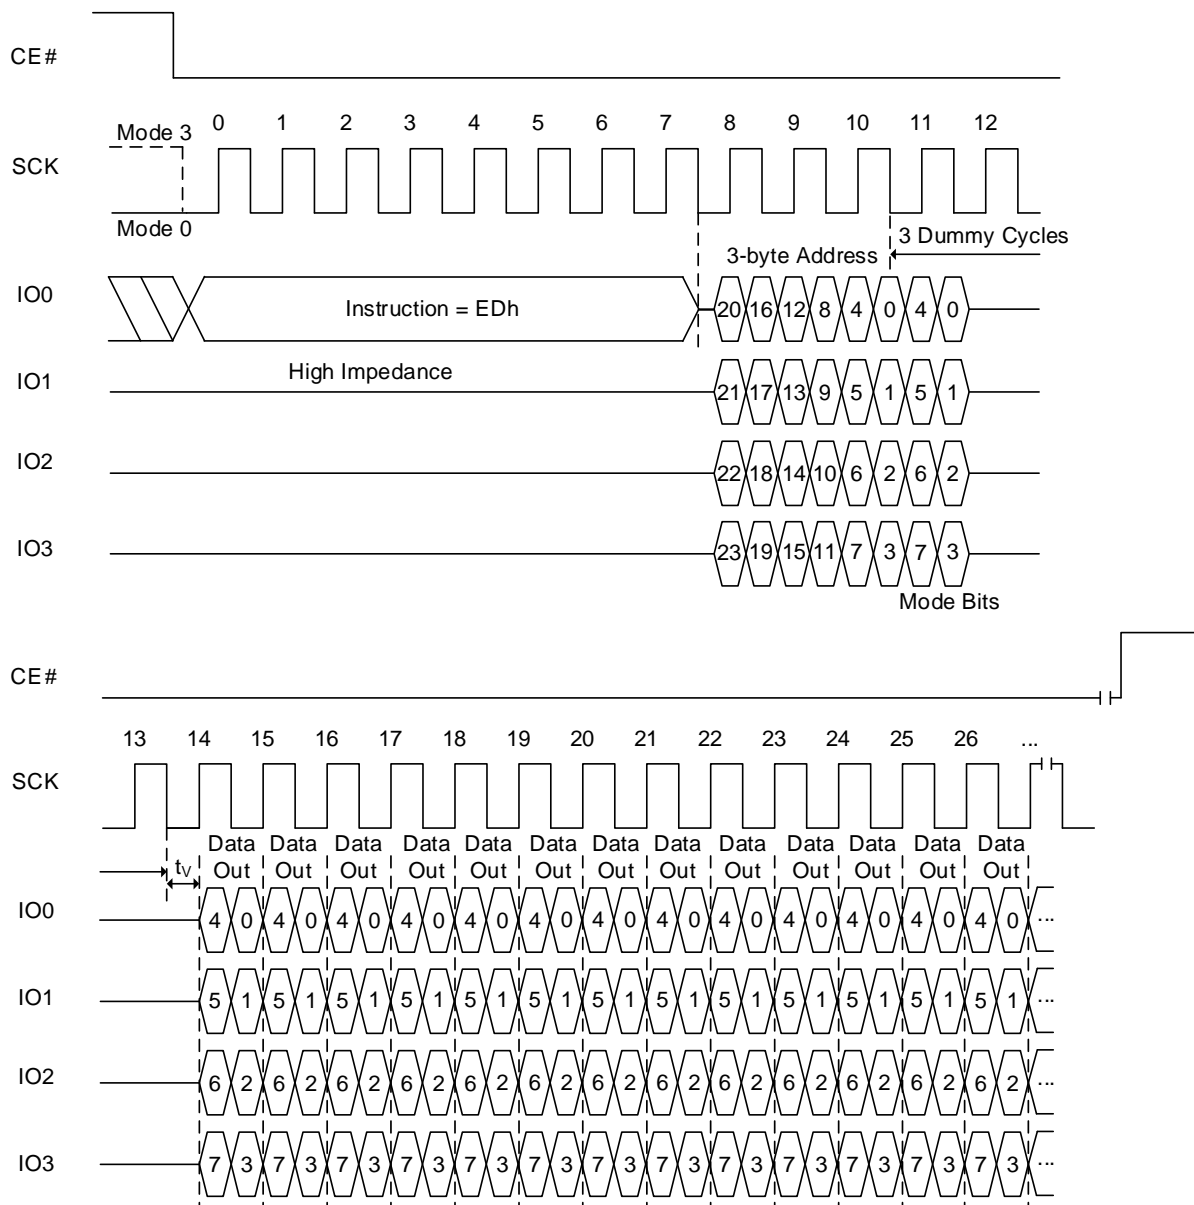 CE#
Mode 3
0 1 2 3 4 5 6 7 8 9 10 11 12
SCK
Mode 0
3 Dummy Cycles
3-byte Address
IO0
Instruction = EDh
20 16 12 8 4 0 4 0
High Impedance
IO1
21 17 13 9 5 1 5 1
IO2
22 18 14 10 6 2 6 2
IO3
23 19 15 11 7 3 7 3
Mode Bits
CE#
13 14 15 16 17 18 19 20 21 22 23 24 25 26 ...
SCK
Data Data Data Data Data Data Data Data Data Data Data Data Data
tV Out Out Out Out Out Out Out Out Out Out Out Out Out
IO0
4 0 4 0 4 0 4 0 4 0 4 0 4 0 4 0 4 0 4 0 4 0 4 0 4 0 ...
IO1
5 1 5 1 5 1 5 1 5 1 5 1 5 1 5 1 5 1 5 1 5 1 5 1 5 1 ...
IO2
6 2 6 2 6 2 6 2 6 2 6 2 6 2 6 2 6 2 6 2 6 2 6 2 6 2 ...
IO3
7 3 7 3 7 3 7 3 7 3 7 3 7 3 7 3 7 3 7 3 7 3 7 3 7 3 ...